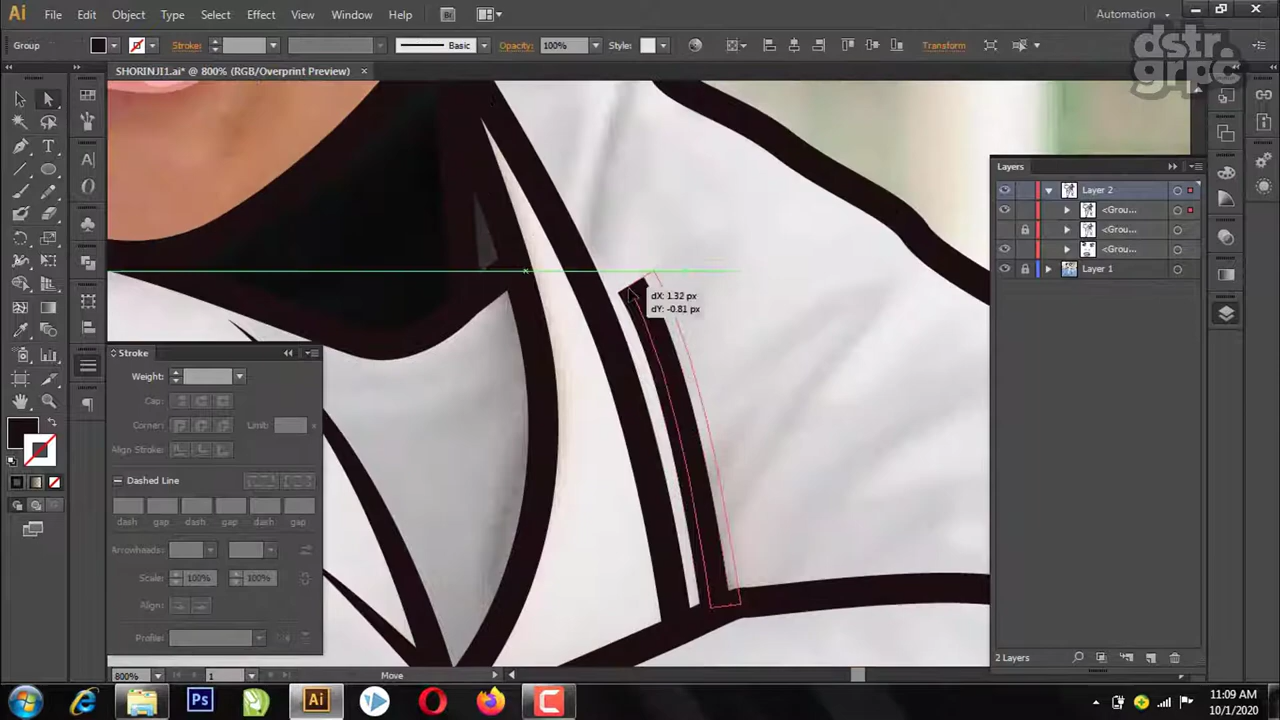 Ai File Edit Object Type Select Effect View Window Help Br Automation
Group Stroke: Basic Opacity: 100% Style: Transform
dstr.
grpc
SHORINJI1.ai* @ 800% (RGB/Overprint Preview) ×
Layers
Layer 2
<Grou...
<Grou...
<Grou...
Layer 1
dX: 1.32 px
dY: -0.81 px
Stroke
Weight:
Cap:
Corner: Limit:
Align Stroke:
Dashed Line
dash gap dash gap dash gap
Arrowheads:
Scale: 100% 100%
Align:
Profile:
2 Layers
800% 1 Move
Ps Ai
11:09 AM
10/1/2020